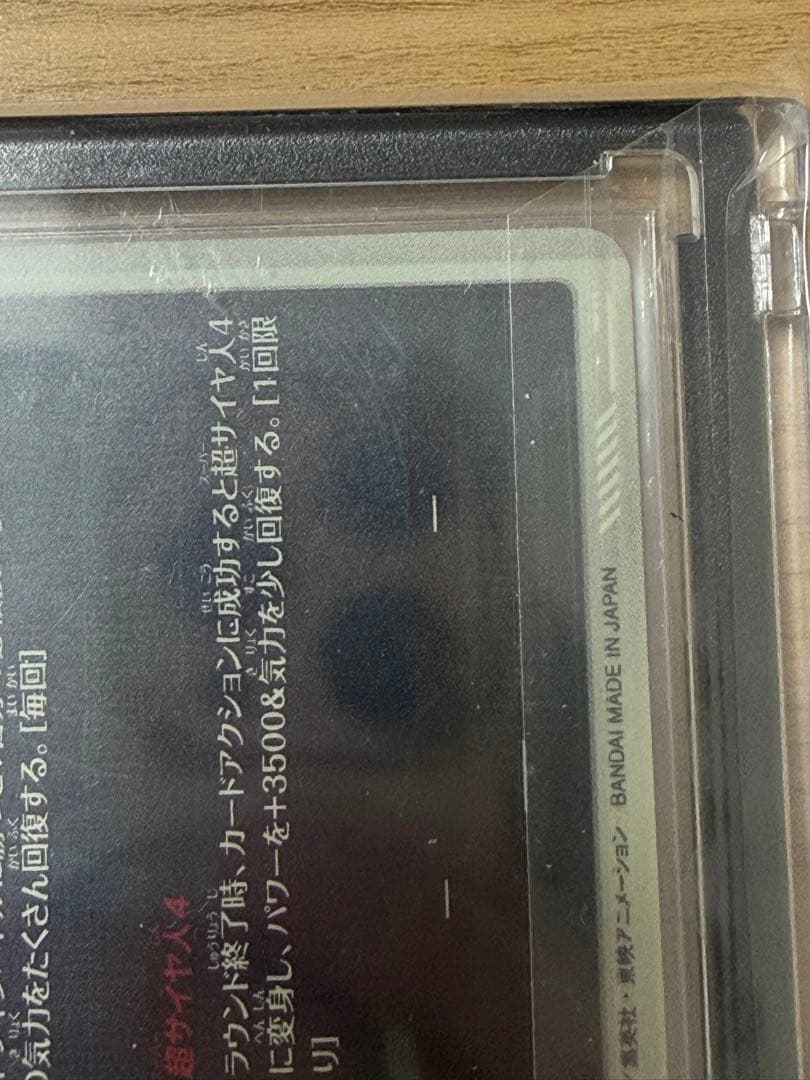 気力をたくさん回復する。[毎回]
超サイヤ人4
ラウンド終了時、カードアクションに成功すると超サイヤ人4
に変身し、パワーを+3500&気力を少し回復する。[1回限
り]
集英社・東映アニメーション BANDAI MADE IN JAPAN